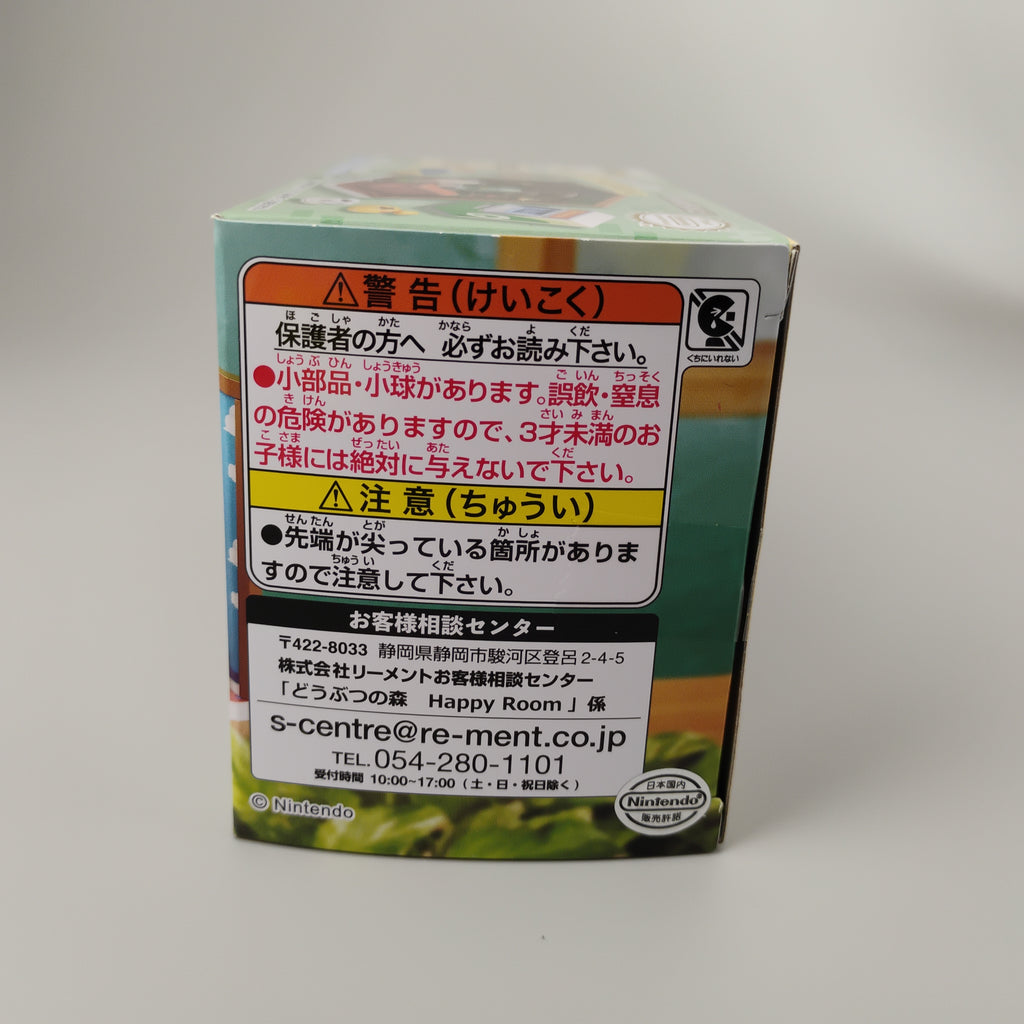 ⚠警告(けいこく)
保護者の方へ 必ずお読み下さい。
●小部品・小球があります。誤飲・窒息
の危険がありますので、3才未満のお
子様には絶対に与えないで下さい。
くちにいれない
⚠注意(ちゅうい)
●先端が尖っている箇所がありま
すので注意して下さい。
お客様相談センター
〒422-8033 静岡県静岡市駿河区登呂2-4-5
株式会社リーメントお客様相談センター
「どうぶつの森 Happy Room」係
s-centre@re-ment.co.jp
TEL.054-280-1101
受付時間 10:00~17:00(土・日・祝日除く)
© Nintendo
日本国内
Nintendo®
販売許諾